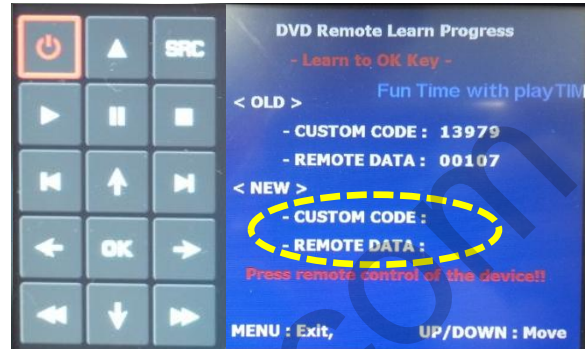 SRC
OK
DVD Remote Learn Progress
- Learn to OK Key -
Fun Time with playTIM
< OLD >
- CUSTOM CODE : 13979
- REMOTE DATA : 00107
< NEW >
- CUSTOM CODE :
- REMOTE DATA :
Press remote control of the device!!
MENU : Exit, UP/DOWN : Move
com